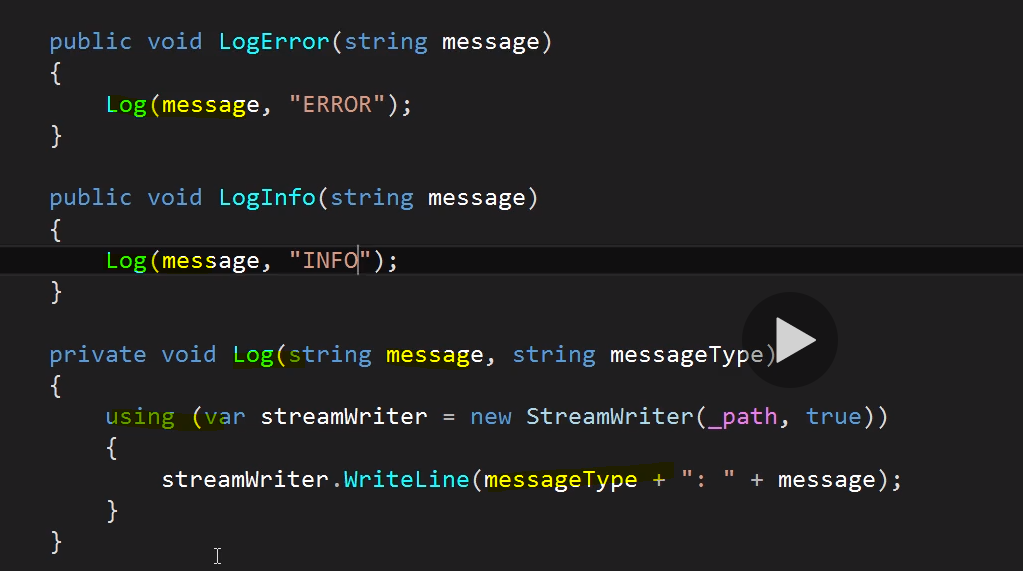 public void LogError(string message)
{
    Log(message, "ERROR");
}
public void LogInfo(string message)
{
    Log(message, "INFO");
}
private void Log(string message, string messageType)
{
    using (var streamWriter = new StreamWriter(_path, true))
    {
        streamWriter.WriteLine(messageType + ": " + message);
    }
}